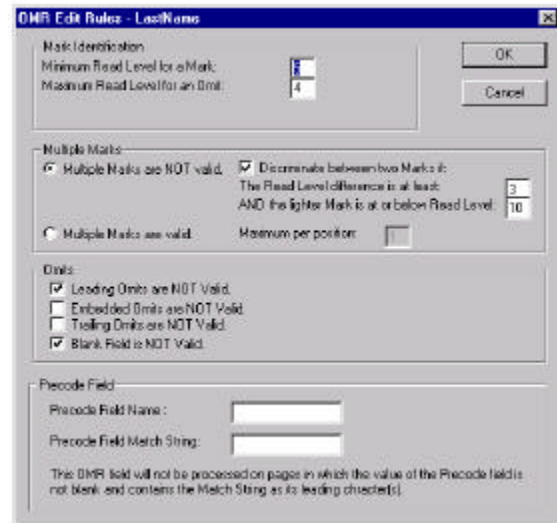 OMR Edit Rules - LastName
Mark Identification
Minimum Read Level for a Mark:
OK
Maximum Read Level for an Omit: 4
Cancel
Multiple Marks
Multiple Marks are NOT valid. Discriminate between two Marks if:
The Read Level difference is at least: 3
AND the lighter Mark is at or below Read Level: 10
Multiple Marks are valid. Maximum per position:
Omits
Leading Omits are NOT Valid.
Embedded Omits are NOT Valid.
Trailing Omits are NOT Valid.
Blank Field is NOT Valid.
Precode Field
Precode Field Name :
Precode Field Match String:
This OMR field will not be processed on pages in which the value of the Precode field is
not blank and contains the Match String as its leading